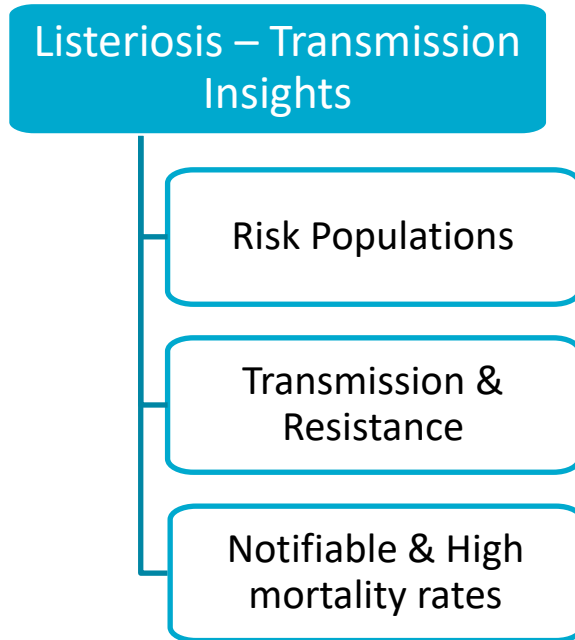 Listeriosis – Transmission
Insights
Risk Populations
Transmission &
Resistance
Notifiable & High
mortality rates